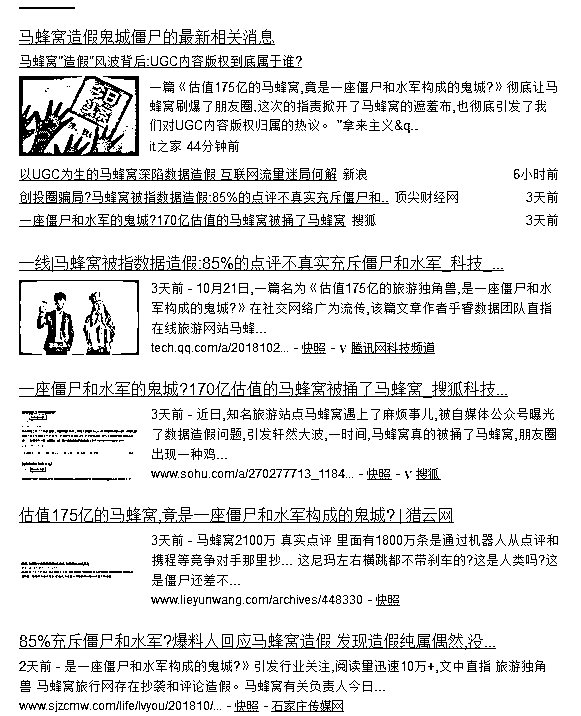 马蜂窝造假鬼城僵尸的最新相关消息
马蜂窝"造假"风波背后:UGC内容版权到底属于谁?
一篇《估值175亿的马蜂窝,竟是一座僵尸和水军构成的鬼城?》彻底让马
蜂窝刷爆了朋友圈.这次的指责掀开了马蜂窝的遮羞布,也彻底引发了我
们对UGC内容版权归属的热议。 "拿来主义&q..
it之家 44分钟前
以UGC为生的马蜂窝深陷数据造假 互联网流量迷局何解 新浪 6小时前
创投圈骗局?马蜂窝被指数据造假:85%的点评不真实充斥僵尸和.. 顶尖财经网 3天前
一座僵尸和水军的鬼城?170亿估值的马蜂窝被捅了马蜂窝 搜狐 3天前
一线|马蜂窝被指数据造假:85%的点评不真实充斥僵尸和水军_科技_...
3天前 - 10月21日,一篇名为《估值175亿的旅游独角兽,是一座僵尸和水
军构成的鬼城?》在社交网络广为流传,该篇文章作者乎睿数据团队直指
在线旅游网站马蜂...
tech.qq.com/a/2018102... - 快照 - V 腾讯网科技频道
一座僵尸和水军的鬼城?170亿估值的马蜂窝被捅了马蜂窝_搜狐科技...
3天前 - 近日,知名旅游站点马蜂窝遇上了麻烦事儿,被自媒体公众号曝光
了数据造假问题,引发轩然大波,一时间,马蜂窝真的被捅了马蜂窝,朋友圈
出现一种鸡...
www.sohu.com/a/270277713_1184... - 快照 - V 搜狐
估值175亿的马蜂窝,竟是一座僵尸和水军构成的鬼城? | 猎云网
3天前 - 马蜂窝2100万 真实点评 里面有1800万条是通过机器人从点评和
携程等竞争对手那里抄... 这尼玛左右横跳都不带刹车的?这是人类吗?这
是僵尸还差不...
www.lieyunwang.com/archives/448330 - 快照
85%充斥僵尸和水军?爆料人回应马蜂窝造假 发现造假纯属偶然,没...
2天前 - 是一座僵尸和水军构成的鬼城?》引发行业关注,阅读量迅速10万+,文中直指 旅游独角
兽 马蜂窝旅行网存在抄袭和评论造假。马蜂窝有关负责人今日...
www.sjzcmw.com/life/lvyou/201810/... - 快照 - 石家庄传媒网